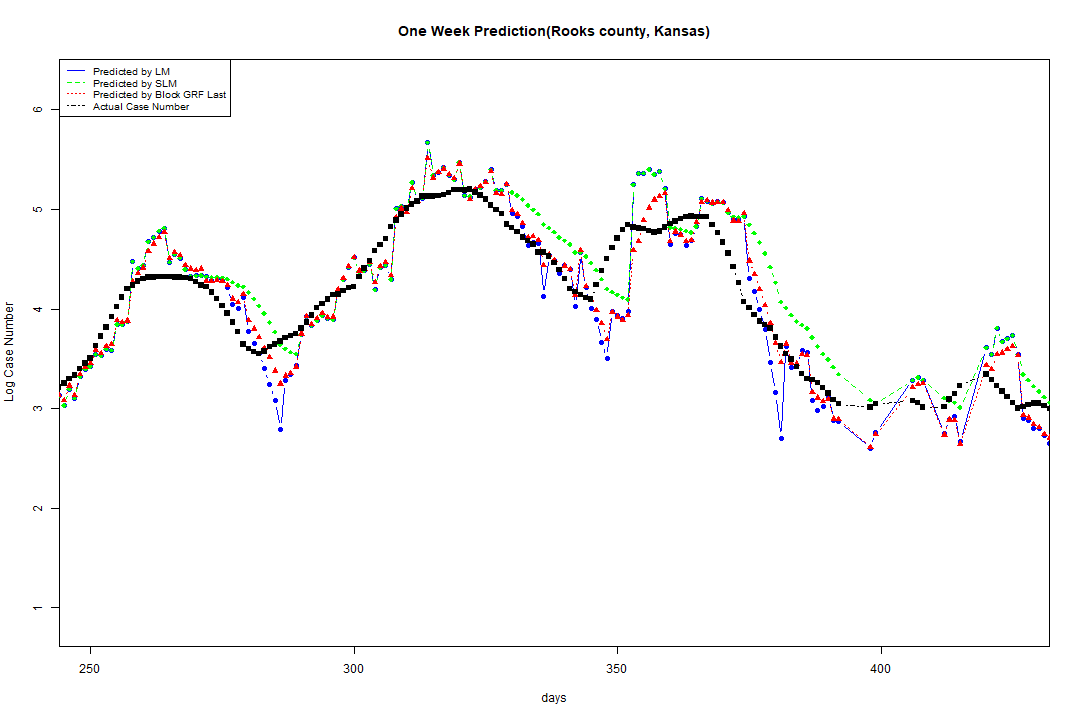 One Week Prediction(Rooks county, Kansas)
Predicted by LM
Predicted by SLM
Predicted by Block GRF Last
Actual Case Number
6
5
4
3
2
1
Log Case Number
250 300 350 400
days